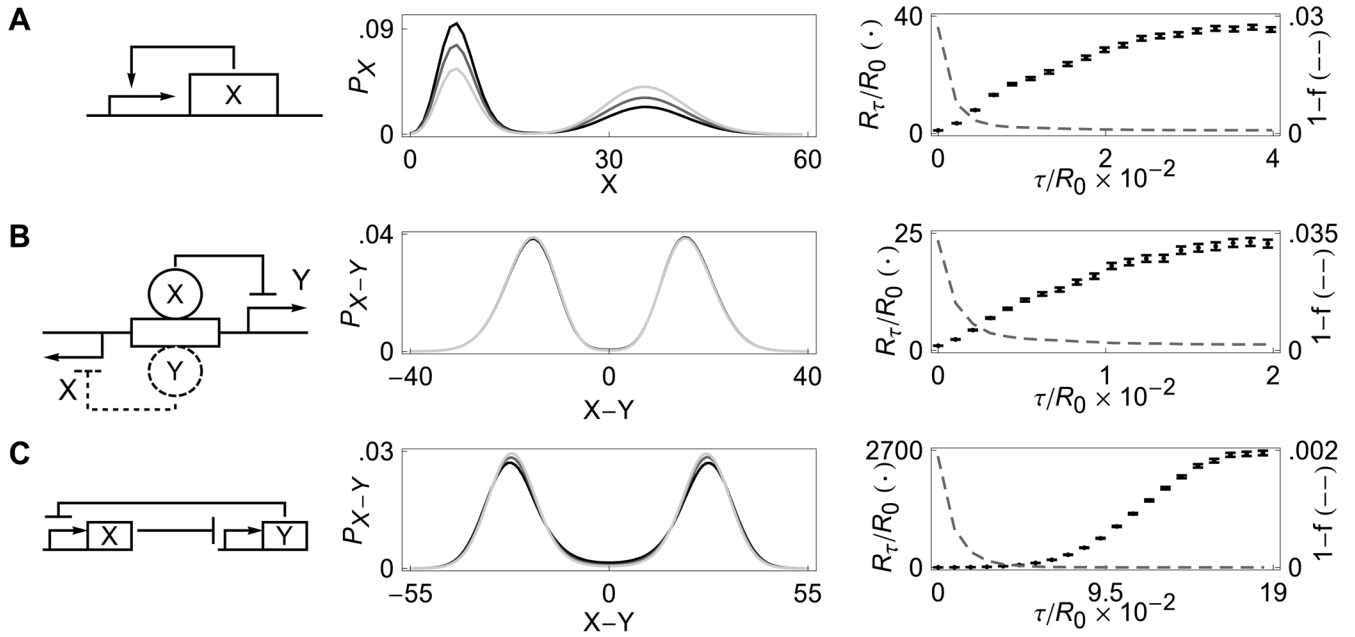 A
X
P_X
.09
0
0
30
60
X
R_τ/R_0 (·)
40
0
0
2
4
τ/R_0 × 10^{-2}
.03
0
1−f (−−)
B
X
Y
Y
X
P_{X−Y}
.04
0
−40
0
40
X−Y
R_τ/R_0 (·)
25
0
0
1
2
τ/R_0 × 10^{-2}
.035
0
1−f (−−)
C
X
Y
P_{X−Y}
.03
0
−55
0
55
X−Y
R_τ/R_0 (·)
2700
0
0
9.5
19
τ/R_0 × 10^{-2}
.002
0
1−f (−−)